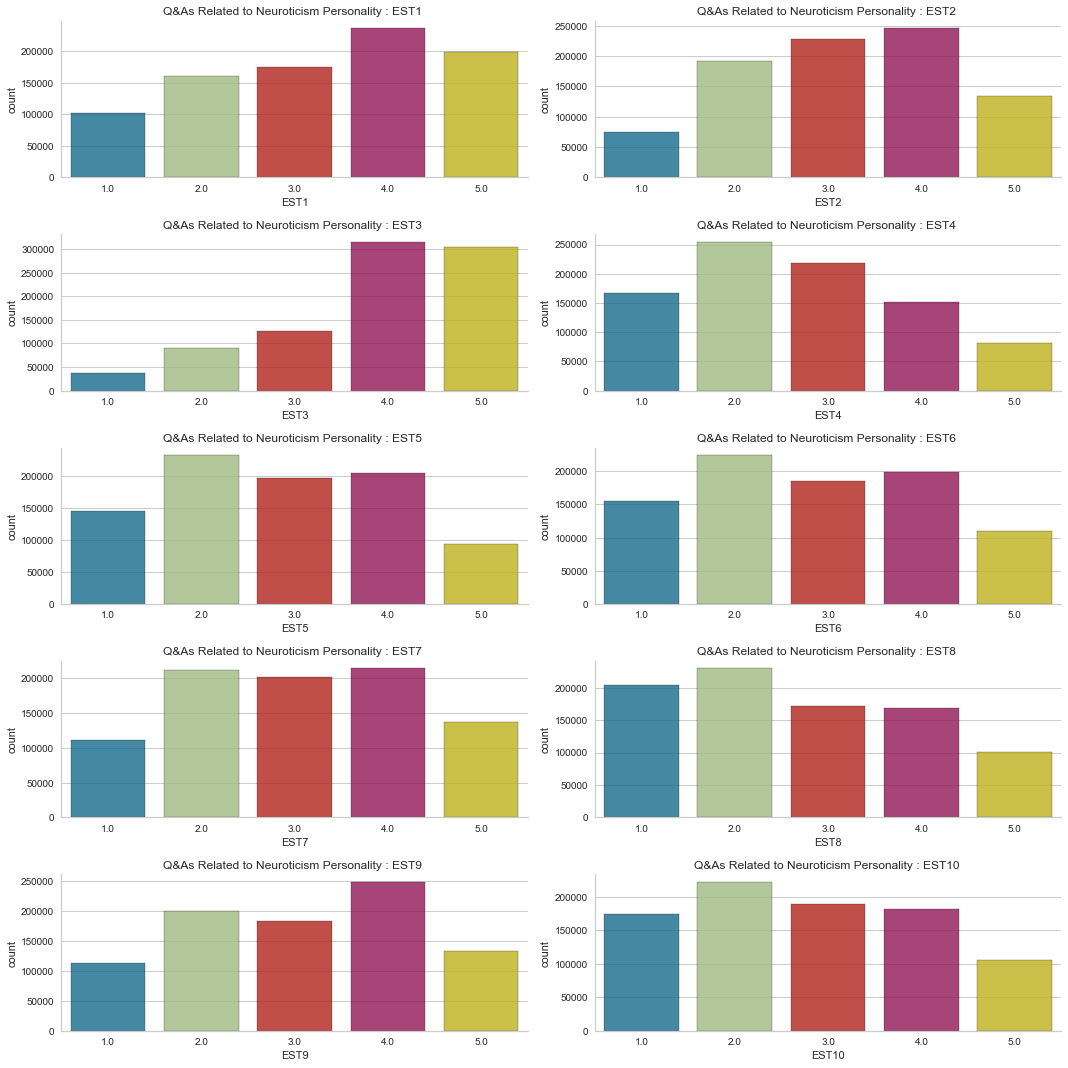 Q&As Related to Neuroticism Personality : EST1
count
200000
150000
100000
50000
0
1.0 2.0 3.0 4.0 5.0
EST1
Q&As Related to Neuroticism Personality : EST2
count
250000
200000
150000
100000
50000
0
1.0 2.0 3.0 4.0 5.0
EST2
Q&As Related to Neuroticism Personality : EST3
count
300000
250000
200000
150000
100000
50000
0
1.0 2.0 3.0 4.0 5.0
EST3
Q&As Related to Neuroticism Personality : EST4
count
250000
200000
150000
100000
50000
0
1.0 2.0 3.0 4.0 5.0
EST4
Q&As Related to Neuroticism Personality : EST5
count
200000
150000
100000
50000
0
1.0 2.0 3.0 4.0 5.0
EST5
Q&As Related to Neuroticism Personality : EST6
count
200000
150000
100000
50000
0
1.0 2.0 3.0 4.0 5.0
EST6
Q&As Related to Neuroticism Personality : EST7
count
200000
150000
100000
50000
0
1.0 2.0 3.0 4.0 5.0
EST7
Q&As Related to Neuroticism Personality : EST8
count
200000
150000
100000
50000
0
1.0 2.0 3.0 4.0 5.0
EST8
Q&As Related to Neuroticism Personality : EST9
count
250000
200000
150000
100000
50000
0
1.0 2.0 3.0 4.0 5.0
EST9
Q&As Related to Neuroticism Personality : EST10
count
200000
150000
100000
50000
0
1.0 2.0 3.0 4.0 5.0
EST10